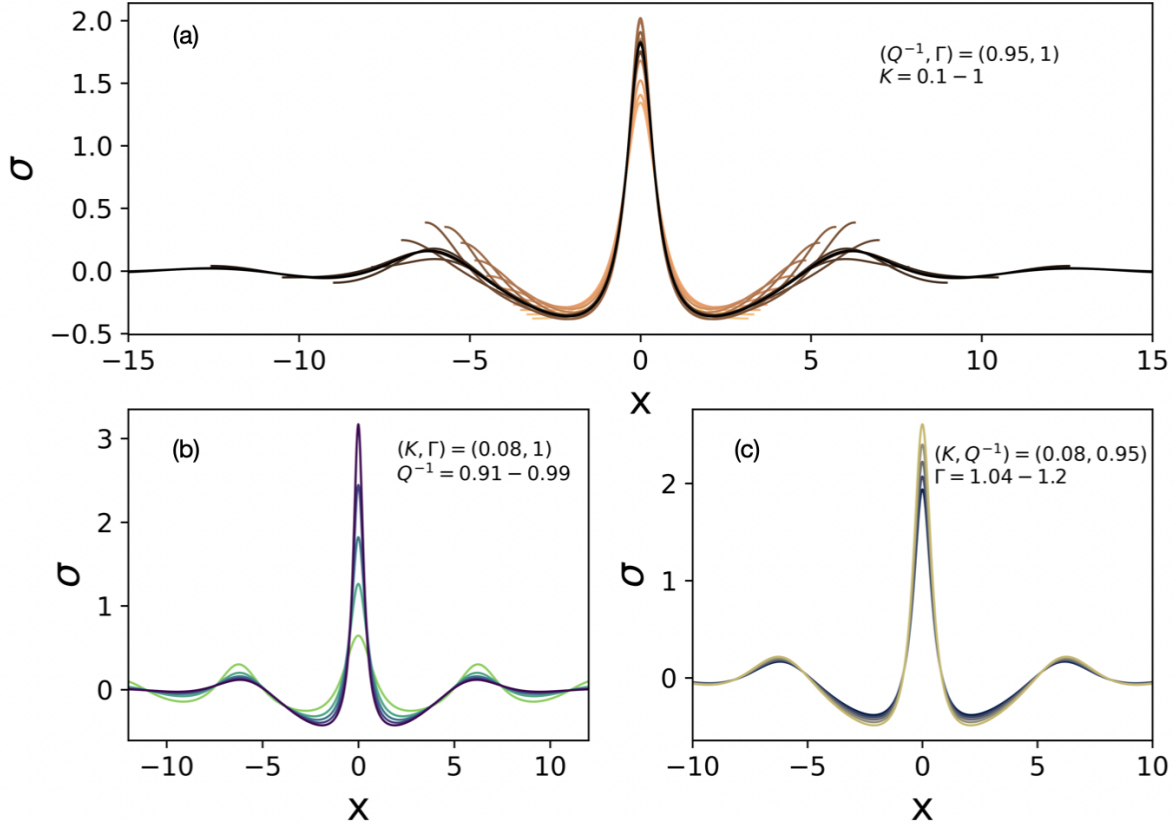 (a)
(Q⁻¹, Γ) = (0.95, 1)
K = 0.1 − 1
2.0
1.5
1.0
0.5
0.0
−0.5
σ
−15 −10 −5 0 5 10 15
x
(b)
(K, Γ) = (0.08, 1)
Q⁻¹ = 0.91 − 0.99
3
2
1
0
σ
−10 −5 0 5 10
x
(c)
(K, Q⁻¹) = (0.08, 0.95)
Γ = 1.04 − 1.2
2
1
0
σ
−10 −5 0 5 10
x